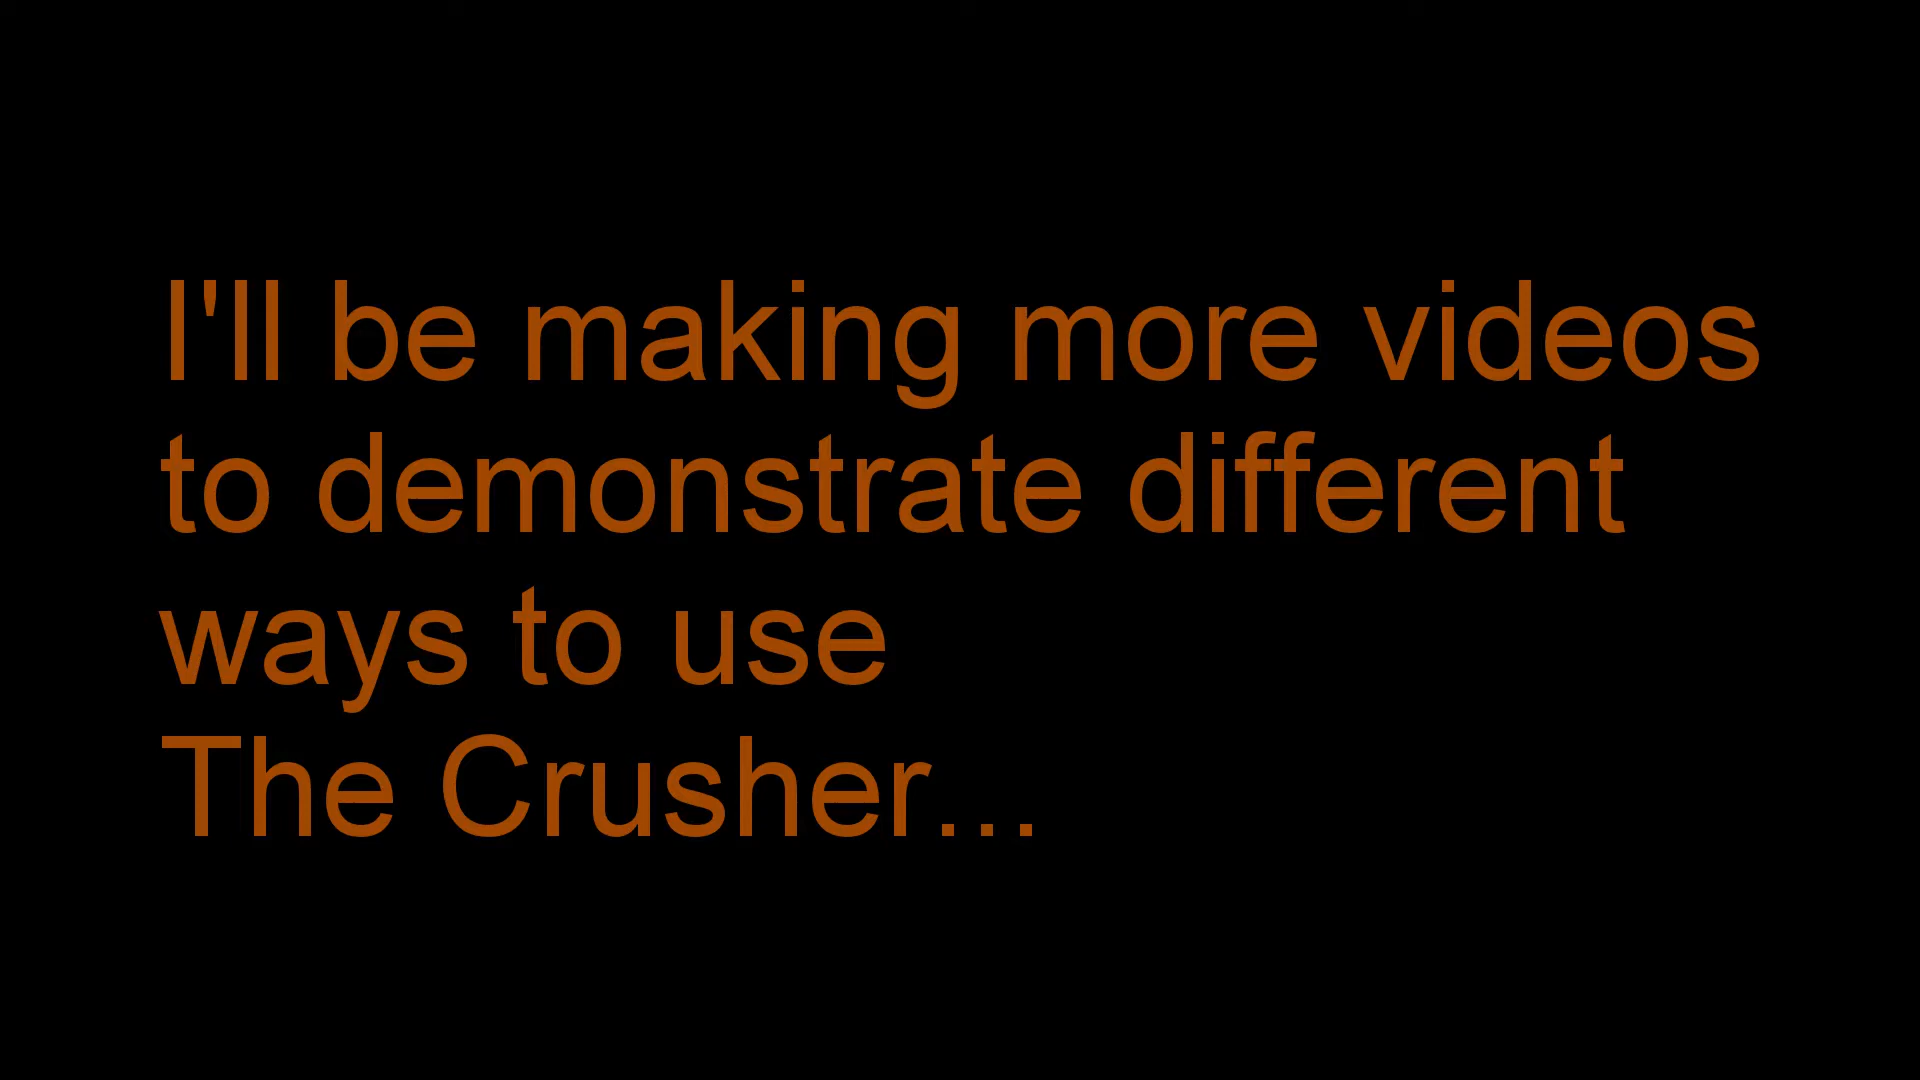 I'll be making more videos
to demonstrate different
ways to use
The Crusher...